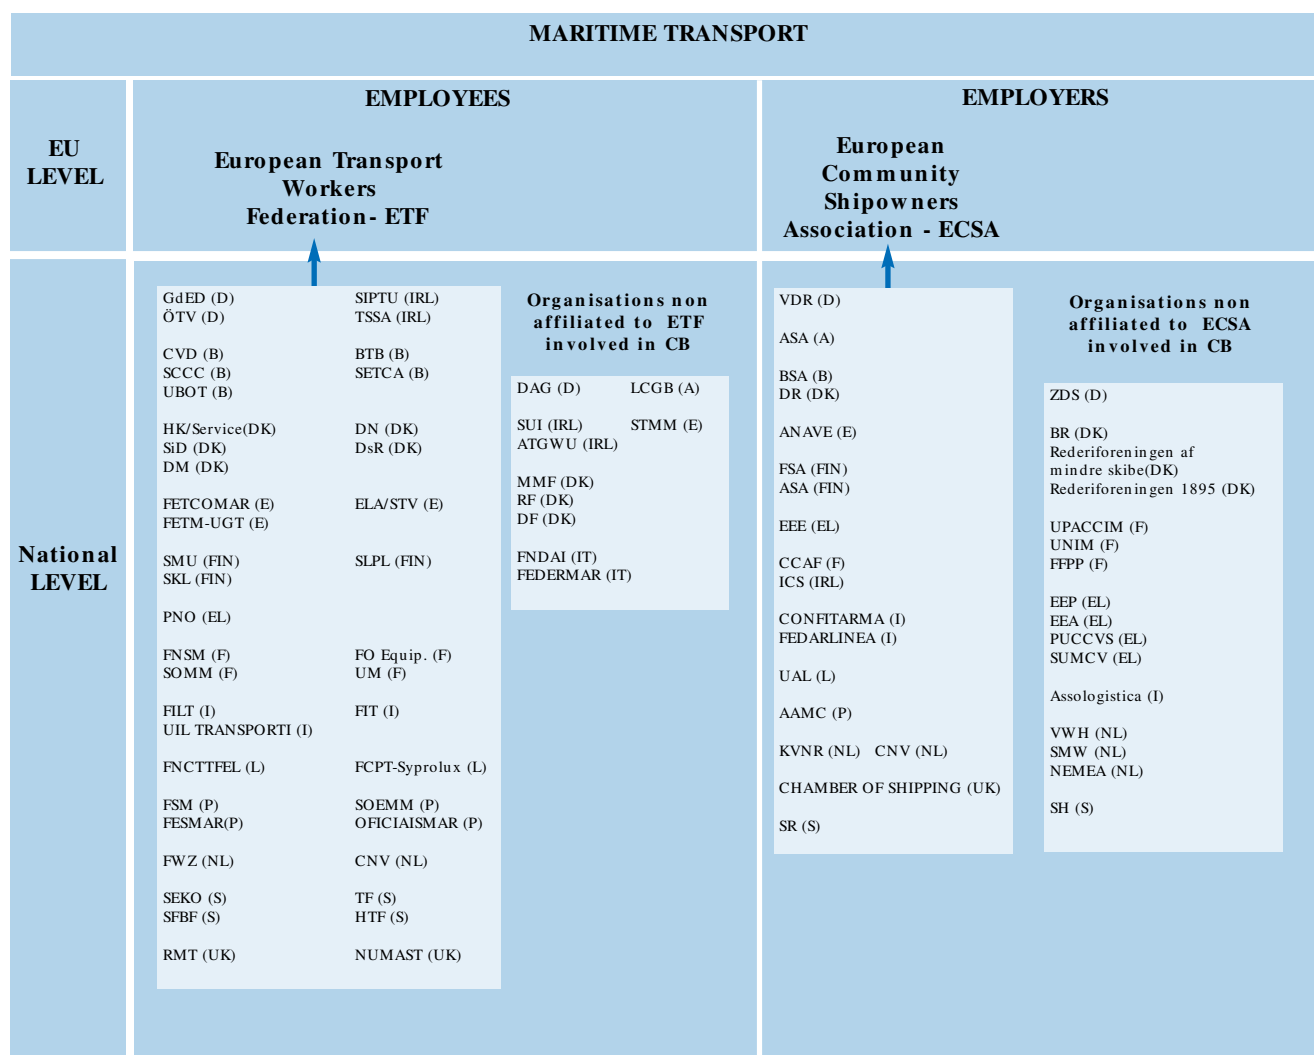 MARITIME TRANSPORT
EU
LEVEL
EMPLOYEES
European Transport
Workers
Federation- ETF
EMPLOYERS
European
Community
Shipowners
Association - ECSA
National
LEVEL
GdED (D) SIPTU (IRL)
ÖTV (D) TSSA (IRL)
CVD (B) BTB (B)
SCCC (B) SETCA (B)
UBOT (B)
HK/Service(DK) DN (DK)
SiD (DK) DsR (DK)
DM (DK)
FETCOMAR (E) ELA/STV (E)
FETM-UGT (E)
SMU (FIN) SLPL (FIN)
SKL (FIN)
PNO (EL)
FNSM (F) FO Equip. (F)
SOMM (F) UM (F)
FILT (I) FIT (I)
UIL TRANSPORTI (I)
FNCTTFEL (L) FCPT-Syprolux (L)
FSM (P) SOEMM (P)
FESMAR(P) OFICIAISMAR (P)
FWZ (NL) CNV (NL)
SEKO (S) TF (S)
SFBF (S) HTF (S)
RMT (UK) NUMAST (UK)
Organisations non
affiliated to ETF
involved in CB
DAG (D) LCGB (A)
SUI (IRL) STMM (E)
ATGWU (IRL)
MMF (DK)
RF (DK)
DF (DK)
FNDAI (IT)
FEDERMAR (IT)
VDR (D)
ASA (A)
BSA (B)
DR (DK)
ANAVE (E)
FSA (FIN)
ASA (FIN)
EEE (EL)
CCAF (F)
ICS (IRL)
CONFITARMA (I)
FEDARLINEA (I)
UAL (L)
AAMC (P)
KVNR (NL) CNV (NL)
CHAMBER OF SHIPPING (UK)
SR (S)
Organisations non
affiliated to ECSA
involved in CB
ZDS (D)
BR (DK)
Rederiforeningen af
mindre skibe(DK)
Rederiforeningen 1895 (DK)
UPACCIM (F)
UNIM (F)
FFPP (F)
EEP (EL)
EEA (EL)
PUCCVS (EL)
SUMCV (EL)
Assologistica (I)
VWH (NL)
SMW (NL)
NEMEA (NL)
SH (S)